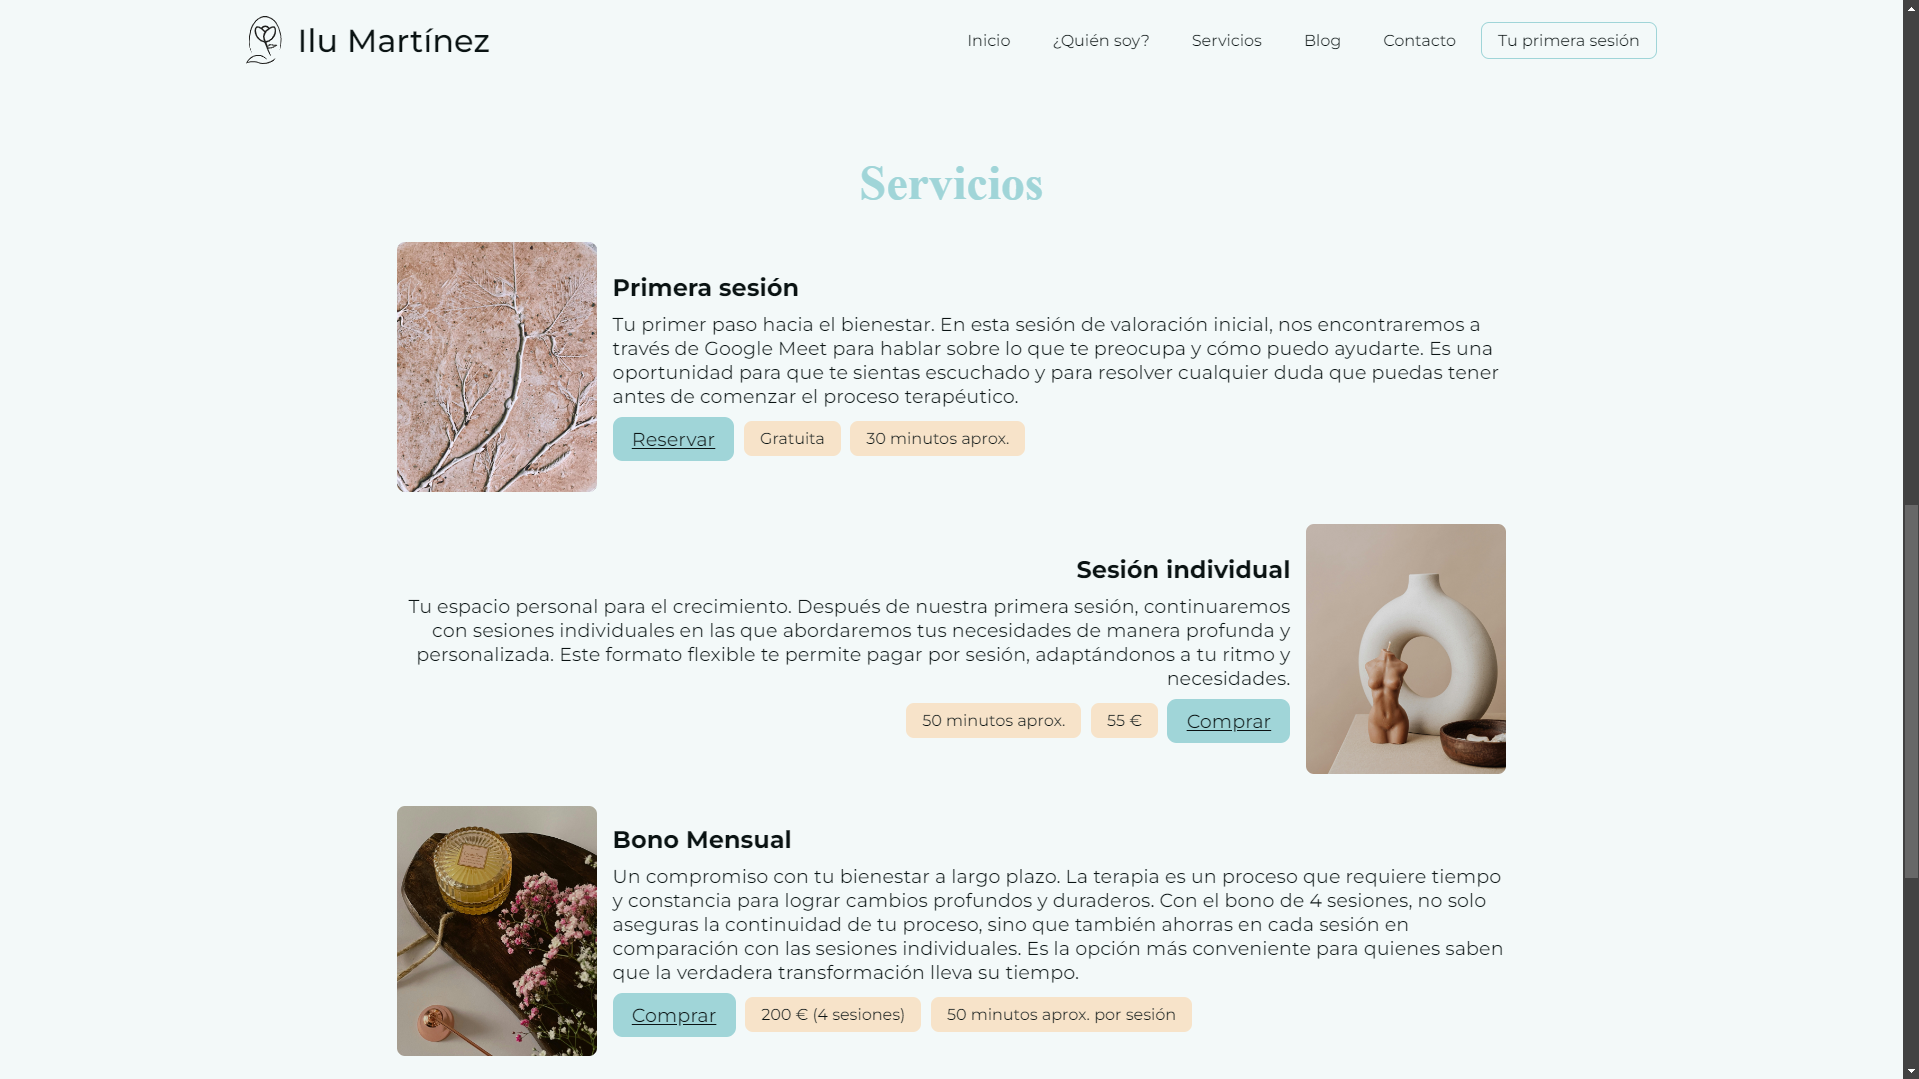 Ilu Martínez
Inicio
¿Quién soy?
Servicios
Blog
Contacto
Tu primera sesión
Servicios
Primera sesión
Tu primer paso hacia el bienestar. En esta sesión de valoración inicial, nos encontraremos a
través de Google Meet para hablar sobre lo que te preocupa y cómo puedo ayudarte. Es una
oportunidad para que te sientas escuchado y para resolver cualquier duda que puedas tener
antes de comenzar el proceso terapéutico.
Reservar
Gratuita
30 minutos aprox.
Sesión individual
Tu espacio personal para el crecimiento. Después de nuestra primera sesión, continuaremos
con sesiones individuales en las que abordaremos tus necesidades de manera profunda y
personalizada. Este formato flexible te permite pagar por sesión, adaptándonos a tu ritmo y
necesidades.
50 minutos aprox.
55 €
Comprar
Bono Mensual
Un compromiso con tu bienestar a largo plazo. La terapia es un proceso que requiere tiempo
y constancia para lograr cambios profundos y duraderos. Con el bono de 4 sesiones, no solo
aseguras la continuidad de tu proceso, sino que también ahorras en cada sesión en
comparación con las sesiones individuales. Es la opción más conveniente para quienes saben
que la verdadera transformación lleva su tiempo.
Comprar
200 € (4 sesiones)
50 minutos aprox. por sesión